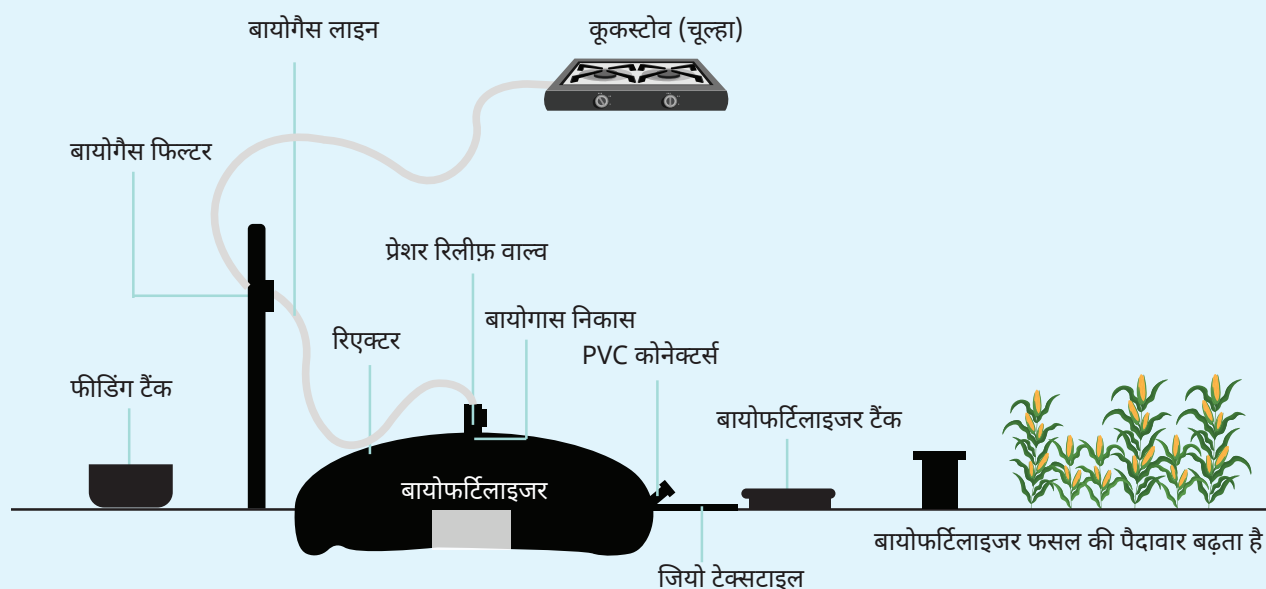 बायोगैस लाइन
कूकस्टोव (चूल्हा)
बायोगैस फिल्टर
प्रेशर रिलीफ़ वाल्व
बायोगास निकास
रिएक्टर
PVC कोनेक्टर्स
फीडिंग टैंक
बायोफर्टिलाइजर टैंक
बायोफर्टिलाइजर
बायोफर्टिलाइजर फसल की पैदावार बढ़ता है
जियो टेक्सटाइल